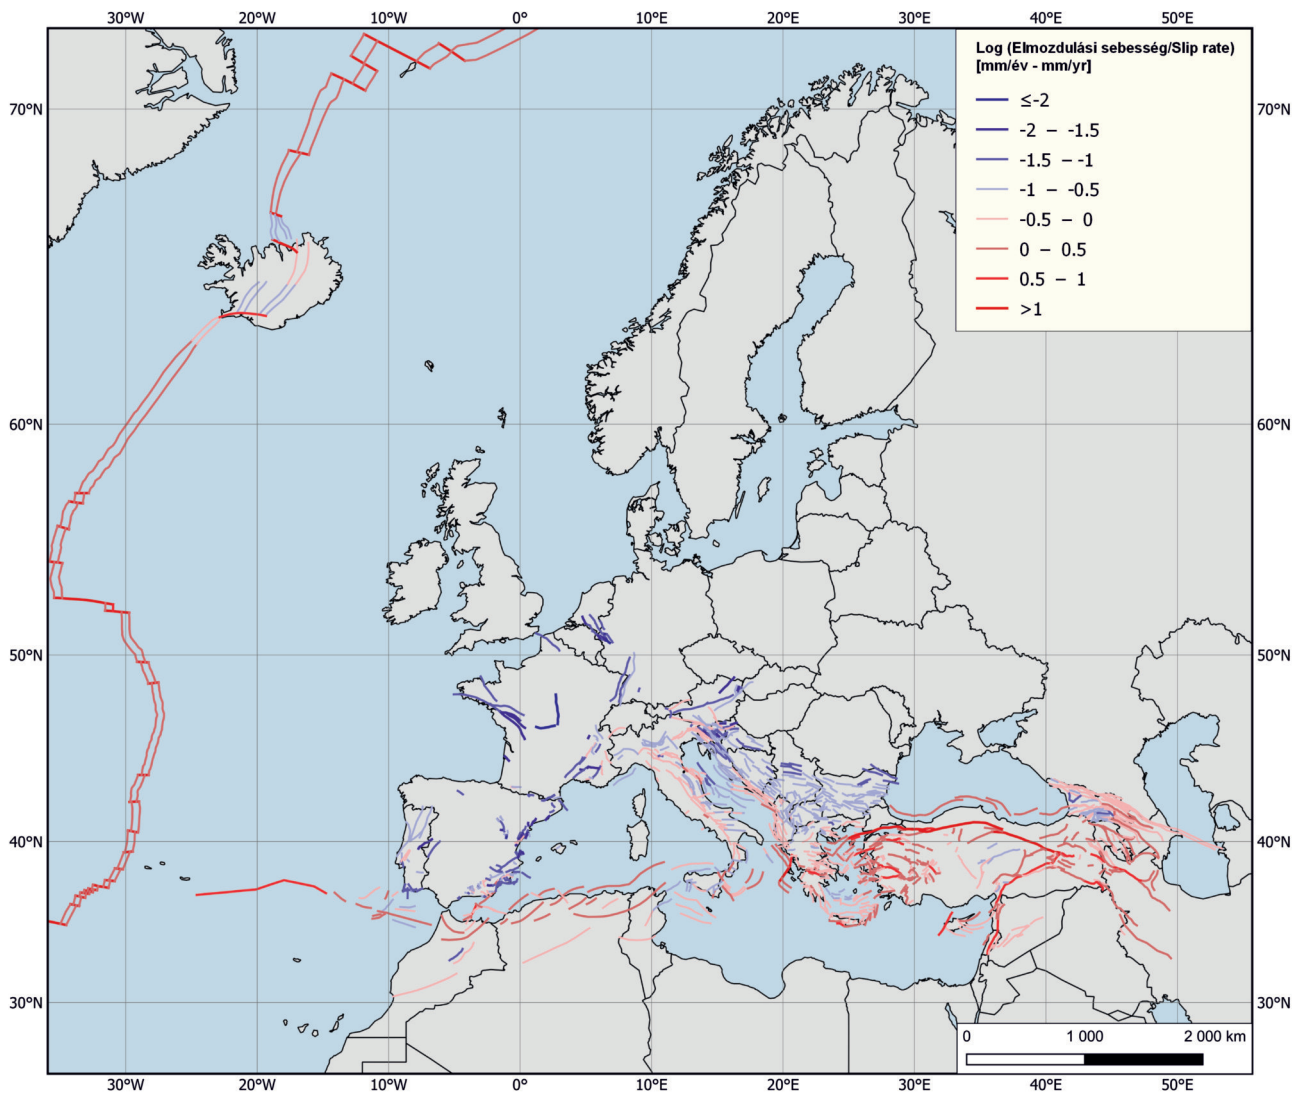 30°W 20°W 10°W 0° 10°E 20°E 30°E 40°E 50°E
Log (Elmozdulási sebesség/Slip rate)
[mm/év - mm/yr]
≤-2
-2 – -1.5
-1.5 – -1
-1 – -0.5
-0.5 – 0
0 – 0.5
0.5 – 1
>1
70°N 70°N
60°N 60°N
50°N 50°N
40°N 40°N
30°N 30°N
0 1 000 2 000 km
30°W 20°W 10°W 0° 10°E 20°E 30°E 40°E 50°E